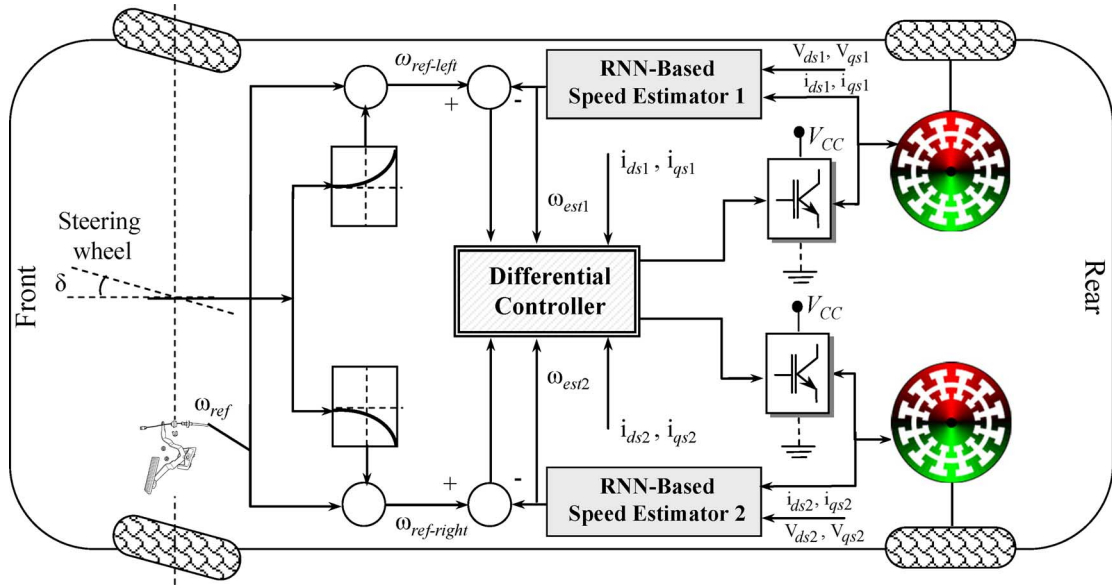 ω_ref-left
+
-
RNN-Based
Speed Estimator 1
V_ds1, V_qs1
i_ds1, i_qs1
V_CC
i_ds1 , i_qs1
ω_est1
Steering
wheel
δ
Front
Differential
Controller
Rear
V_CC
ω_ref
ω_est2
i_ds2 , i_qs2
+
-
RNN-Based
Speed Estimator 2
i_ds2, i_qs2
V_ds2, V_qs2
ω_ref-right